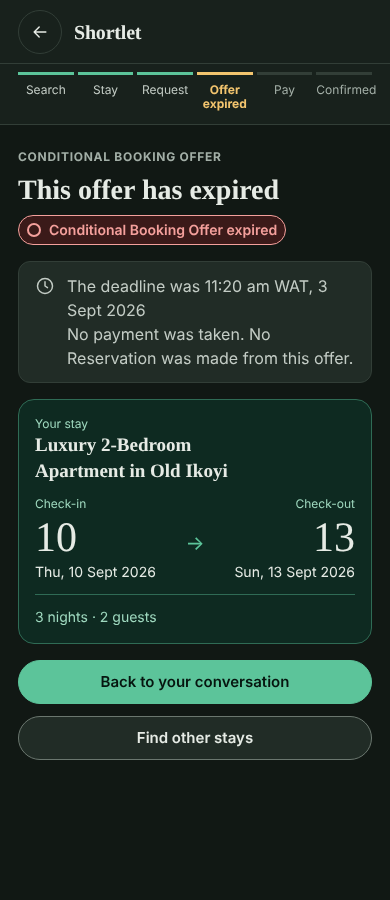 Shortlet
Search
Stay
Request
Offer
expired
Pay
Confirmed
CONDITIONAL BOOKING OFFER
This offer has expired
Conditional Booking Offer expired
The deadline was 11:20 am WAT, 3
Sept 2026
No payment was taken. No
Reservation was made from this offer.
Your stay
Luxury 2-Bedroom
Apartment in Old Ikoyi
Check-in
Check-out
10
→
13
Thu, 10 Sept 2026
Sun, 13 Sept 2026
3 nights · 2 guests
Back to your conversation
Find other stays